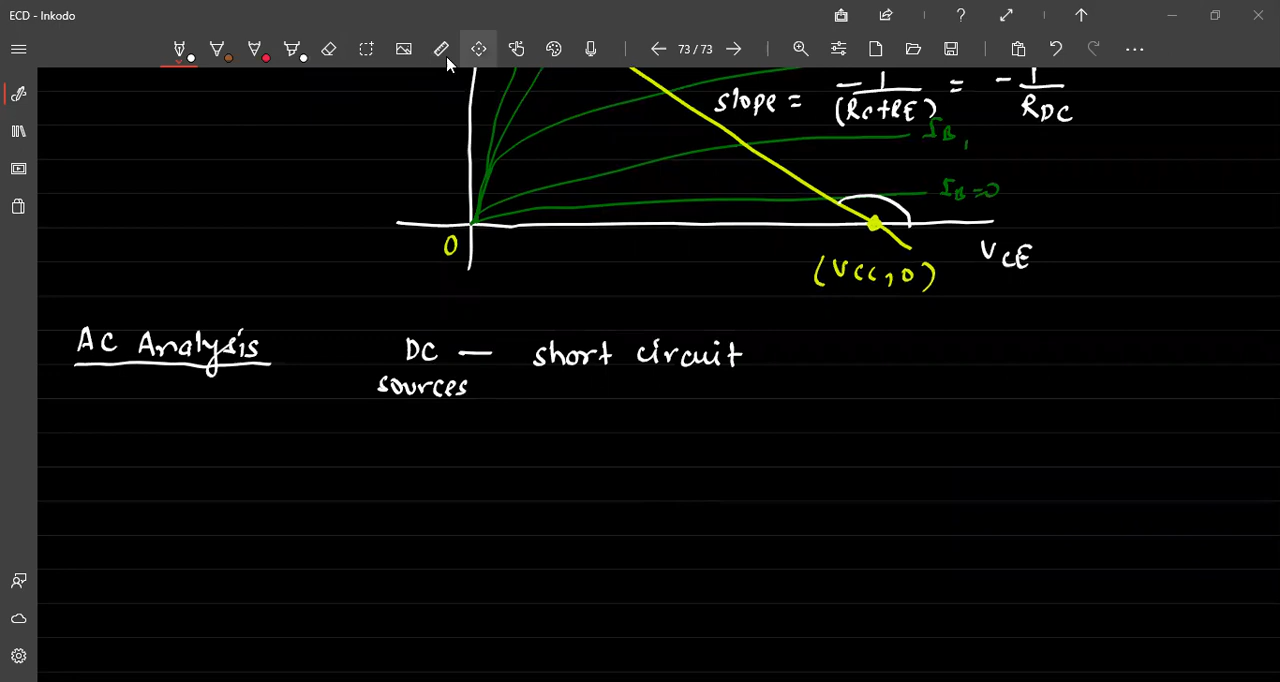 ECD - Inkodo
73 / 73
slope = -1/(RC+RE) = -1/RDC
IB1
IB=0
0
(VCC,0)
VCE
AC Analysis
DC — short circuit
sources